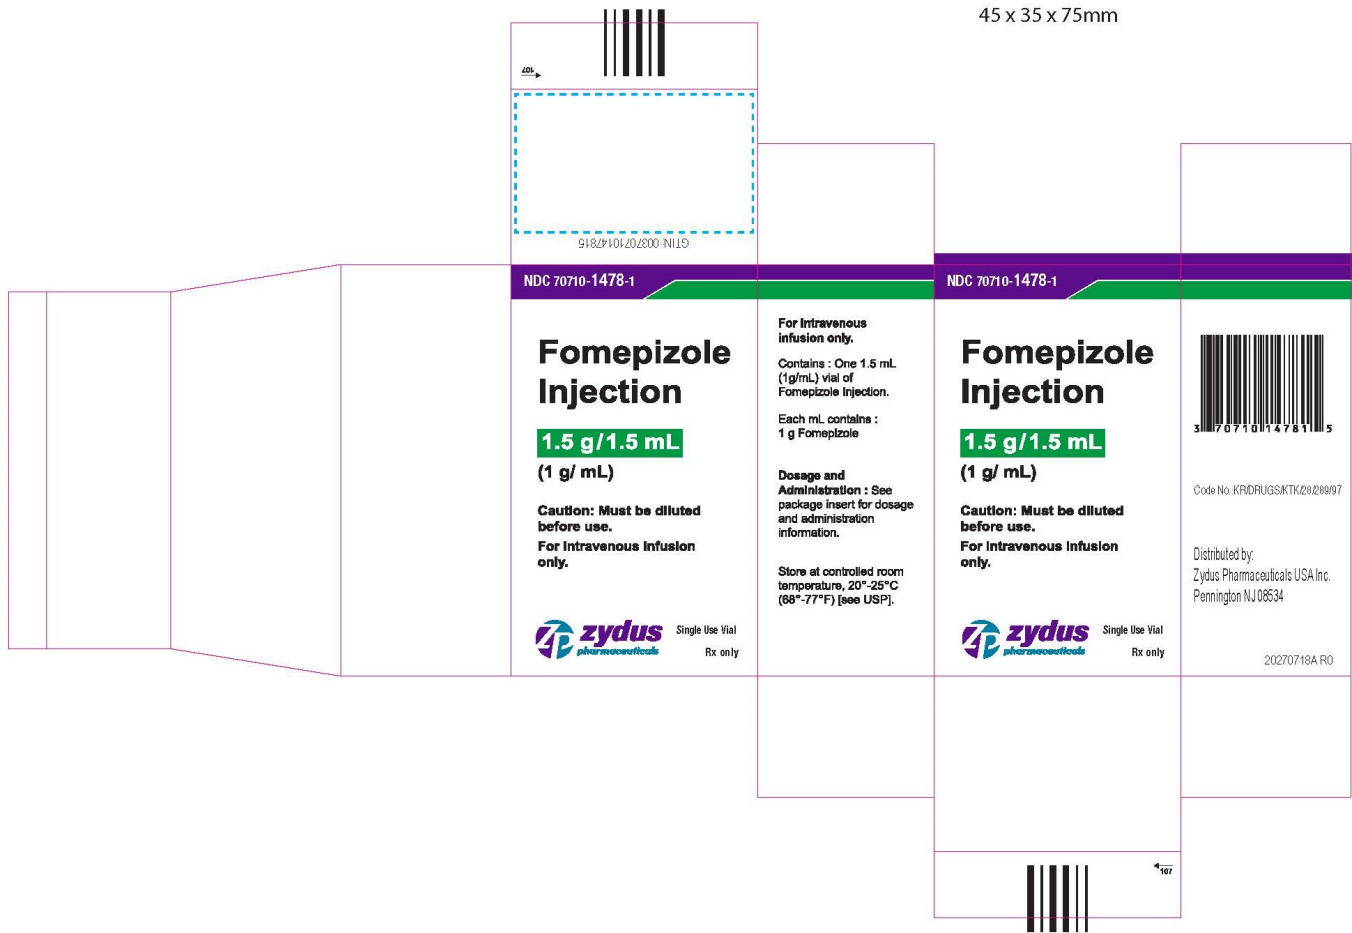 45 x 35 x 75mm
107
GTIN- 00370710147815
NDC 70710-1478-1
Fomepizole
Injection
1.5 g/1.5 mL
(1 g/ mL)
Caution: Must be diluted
before use.
For Intravenous Infusion
only.
zydus
pharmaceuticals
Single Use Vial
Rx only
For Intravenous
infusion only.
Contains : One 1.5 mL
(1g/mL) vial of
Fomepizole Injection.
Each mL contains :
1 g Fomepizole
Dosage and
Administration : See
package insert for dosage
and administration
information.
Store at controlled room
temperature, 20°-25°C
(68°-77°F) [see USP].
NDC 70710-1478-1
Fomepizole
Injection
1.5 g/1.5 mL
(1 g/ mL)
Caution: Must be diluted
before use.
For Intravenous Infusion
only.
zydus
pharmaceuticals
Single Use Vial
Rx only
3 70710 14781 5
Code No.:KR/DRUGS/KTK/28/289/97
Distributed by:
Zydus Pharmaceuticals USA Inc.
Pennington NJ 08534
20270718A R0
107